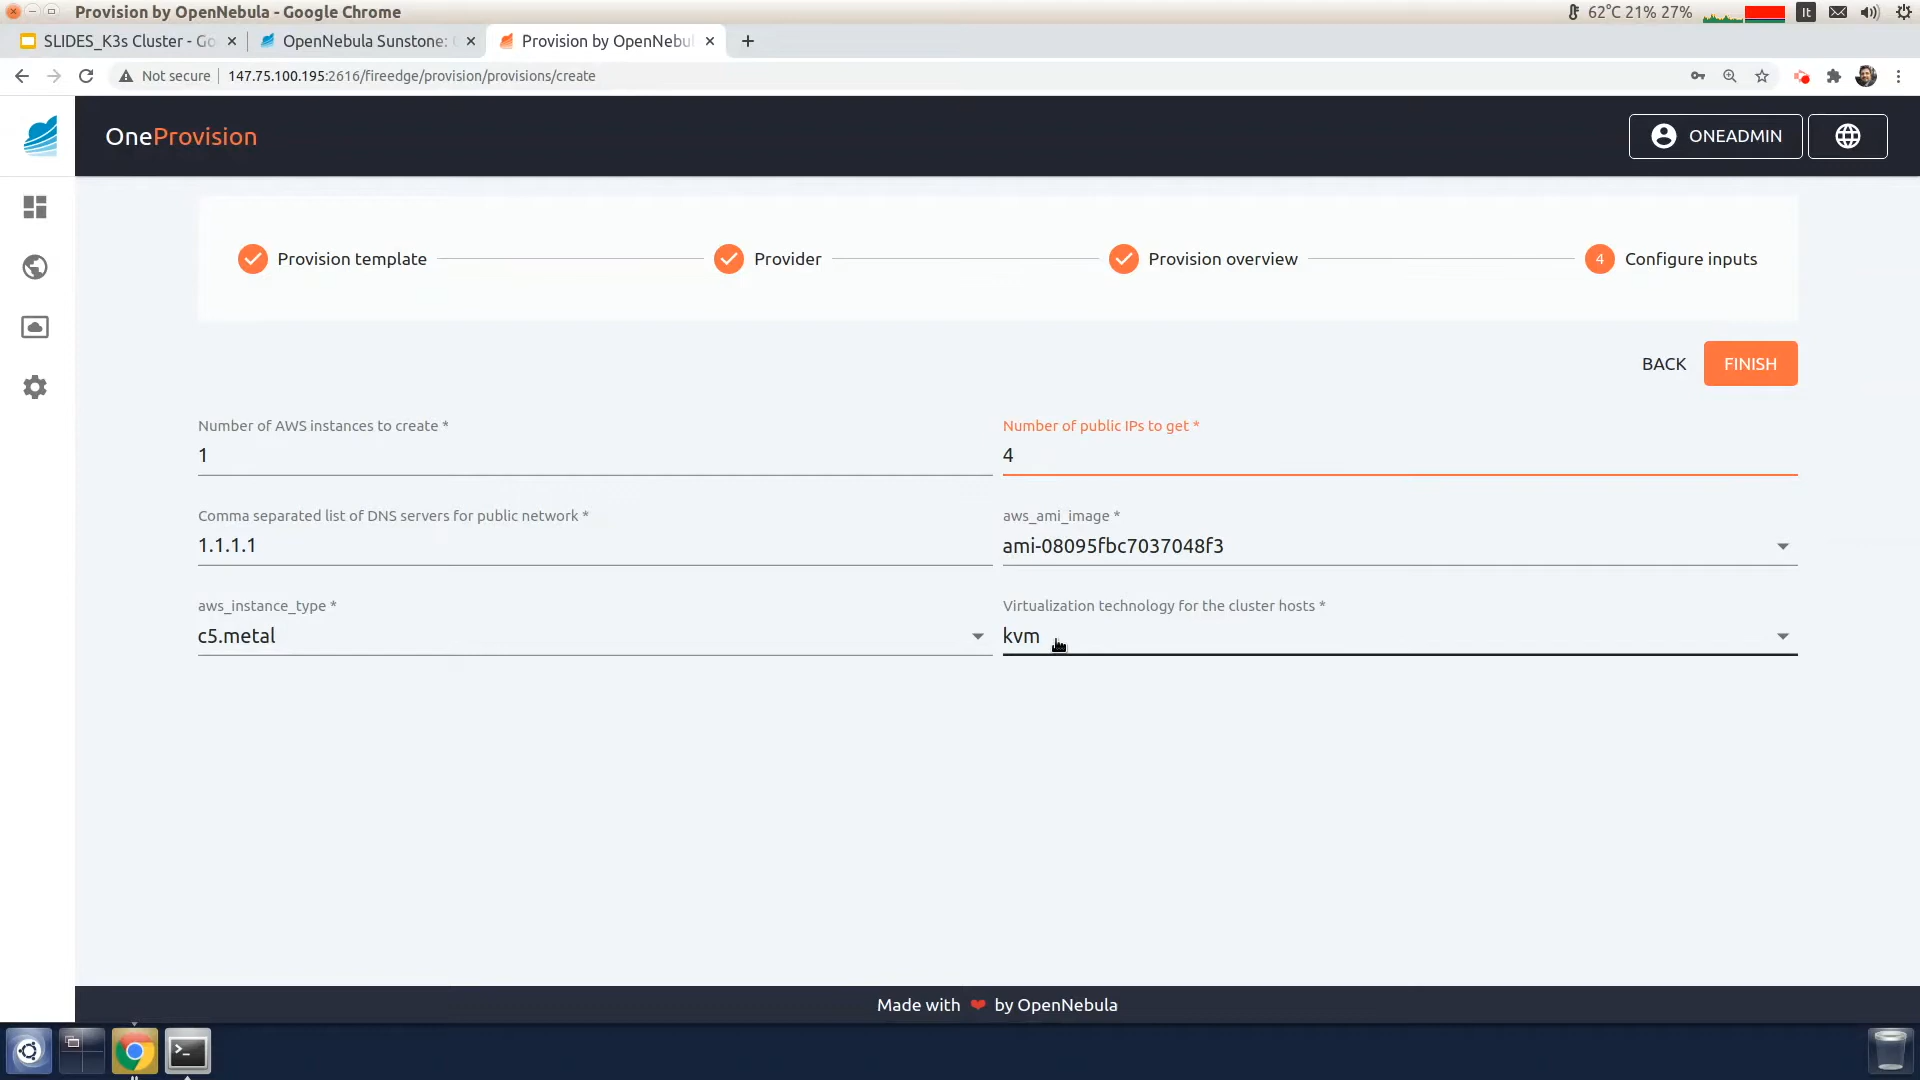 Provision by OpenNebula - Google Chrome
62°C 21% 27%
It
SLIDES_K3s Cluster - Go
OpenNebula Sunstone:
Provision by OpenNebu
Not secure
147.75.100.195:2616/fireedge/provision/provisions/create
OneProvision
ONEADMIN
Provision template
Provider
Provision overview
4
Configure inputs
BACK
FINISH
Number of AWS instances to create *
1
Number of public IPs to get *
4
Comma separated list of DNS servers for public network *
1.1.1.1
aws_ami_image *
ami-08095fbc7037048f3
aws_instance_type *
c5.metal
Virtualization technology for the cluster hosts *
kvm
Made with ❤ by OpenNebula